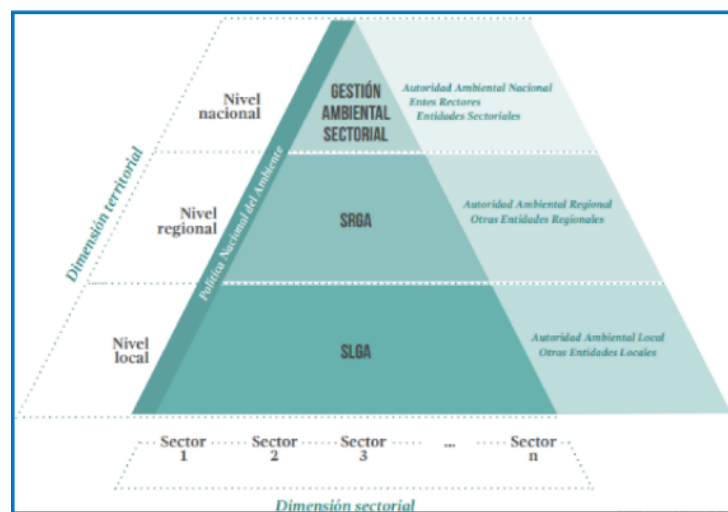 Nivel
nacional
GESTIÓN
AMBIENTAL
SECTORIAL
Autoridad Ambiental Nacional
Entes Rectores
Entidades Sectoriales
Dimensión territorial
Política Nacional del Ambiente
Nivel
regional
SRGA
Autoridad Ambiental Regional
Otras Entidades Regionales
Nivel
local
SLGA
Autoridad Ambiental Local
Otras Entidades Locales
Sector
1
Sector
2
Sector
3
...
Sector
n
Dimensión sectorial